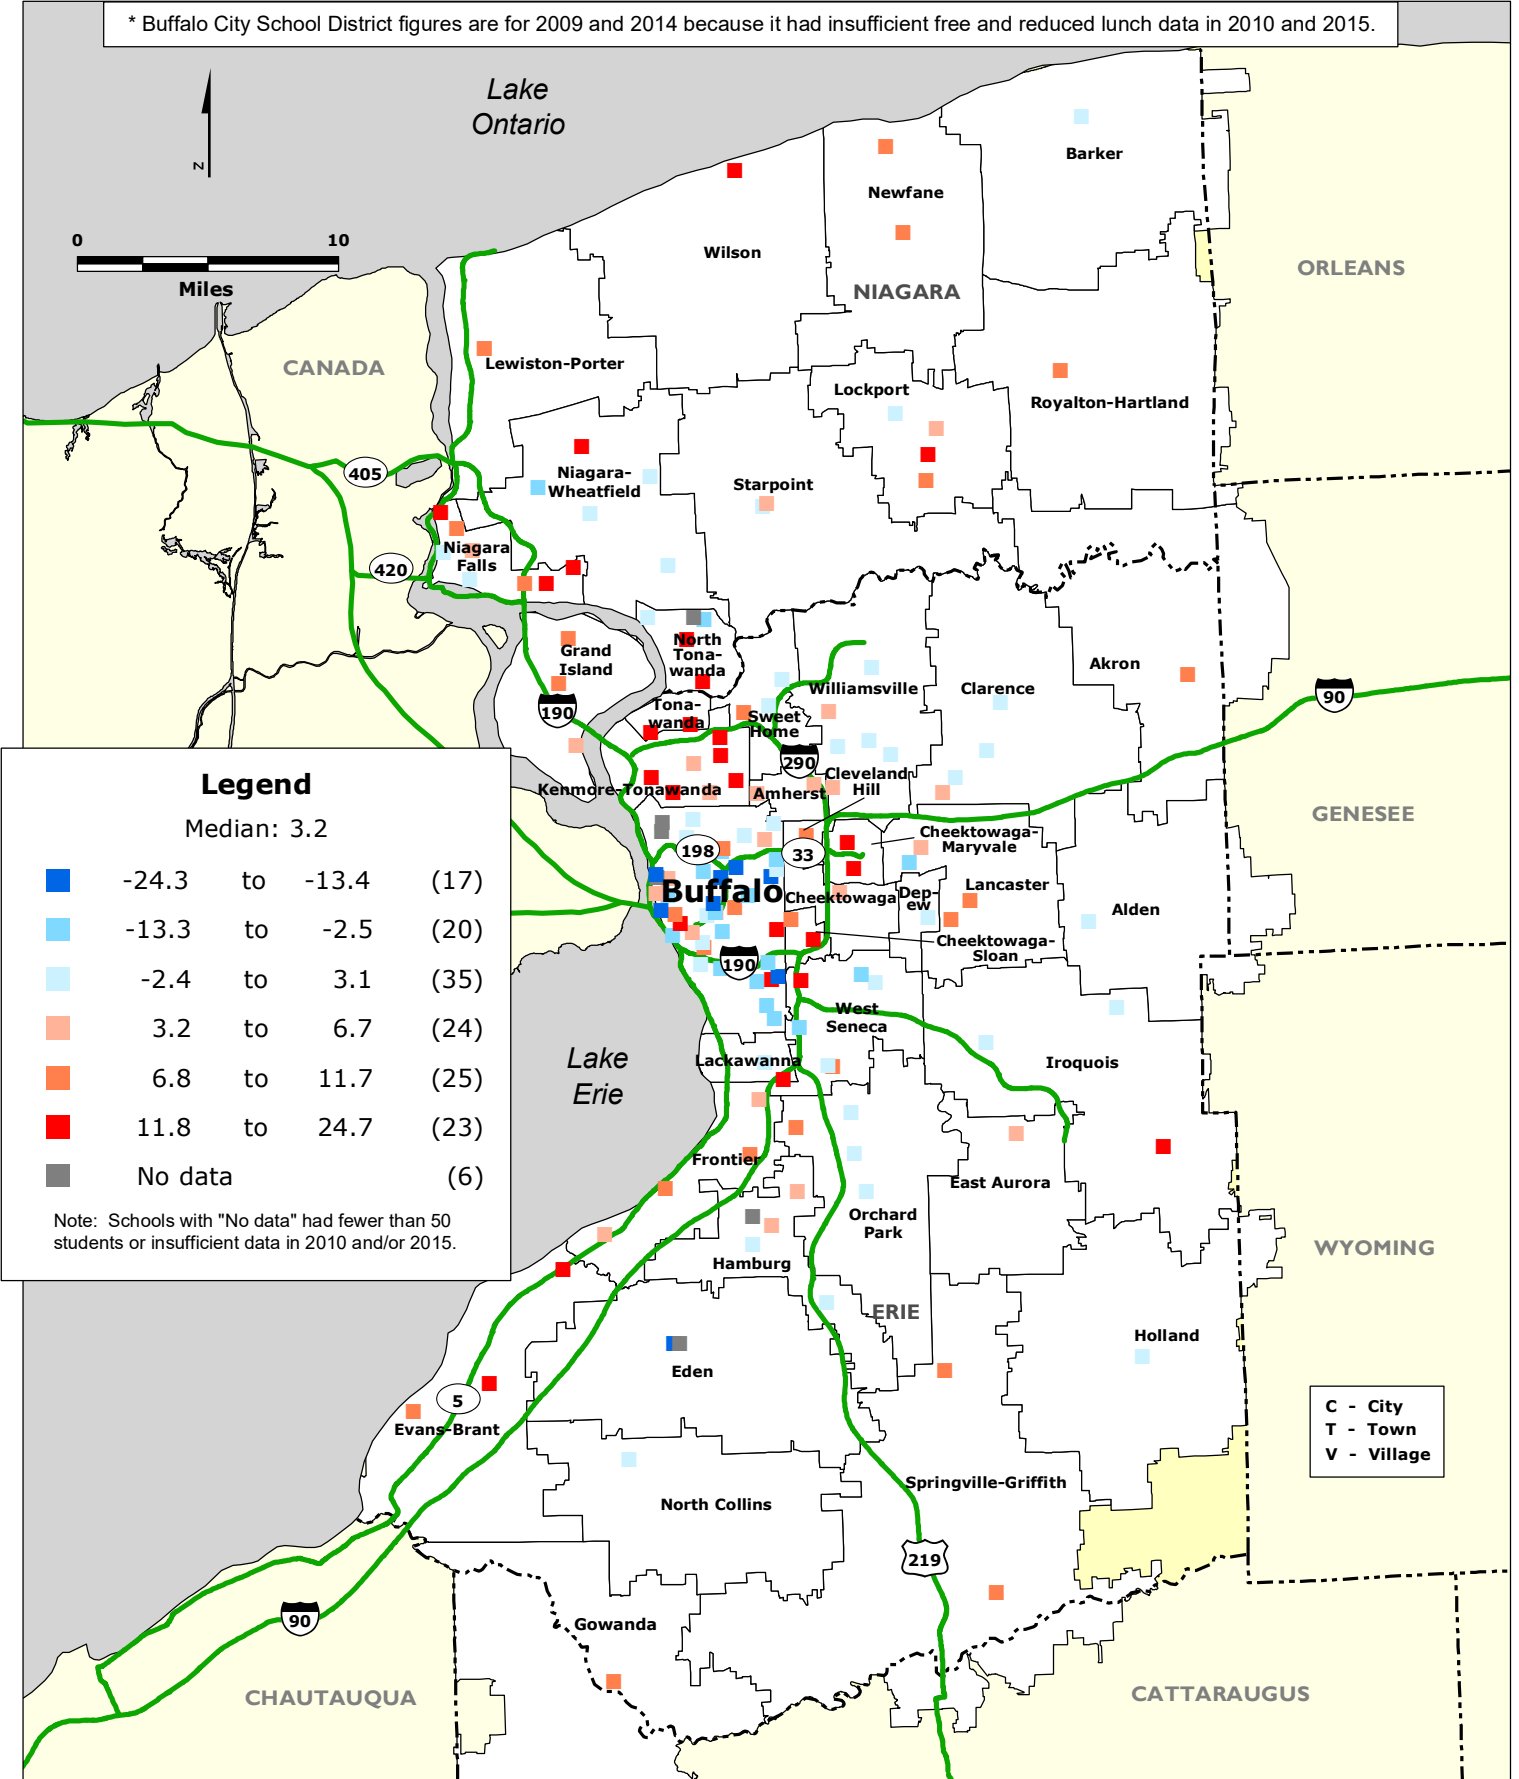 * Buffalo City School District figures are for 2009 and 2014 because it had insufficient free and reduced lunch data in 2010 and 2015.
Lake
Ontario
N
0 10
Miles
Barker
Newfane
Wilson
NIAGARA
ORLEANS
CANADA
Lewiston-Porter
Lockport
Royalton-Hartland
405
Niagara-
Wheatfield
Starpoint
Niagara
Falls
420
Grand
Island
North
Tona-
wanda
Akron
Williamsville
Clarence
90
190
Tona-
wanda
Sweet
Home
290
Cleveland
Hill
Kenmore-Tonawanda
Amherst
GENESEE
Cheektowaga-
Maryvale
198
33
Buffalo
Cheektowaga
Dep-
ew
Lancaster
Alden
Cheektowaga-
Sloan
190
West
Seneca
Lackawanna
Iroquois
Lake
Erie
Frontier
East Aurora
Orchard
Park
Hamburg
WYOMING
ERIE
Holland
Eden
5
Evans-Brant
Springville-Griffith
North Collins
219
90
Gowanda
CHAUTAUQUA
CATTARAUGUS
Legend
Median: 3.2
-24.3 to -13.4 (17)
-13.3 to -2.5 (20)
-2.4 to 3.1 (35)
3.2 to 6.7 (24)
6.8 to 11.7 (25)
11.8 to 24.7 (23)
No data (6)
Note: Schools with "No data" had fewer than 50
students or insufficient data in 2010 and/or 2015.
C - City
T - Town
V - Village